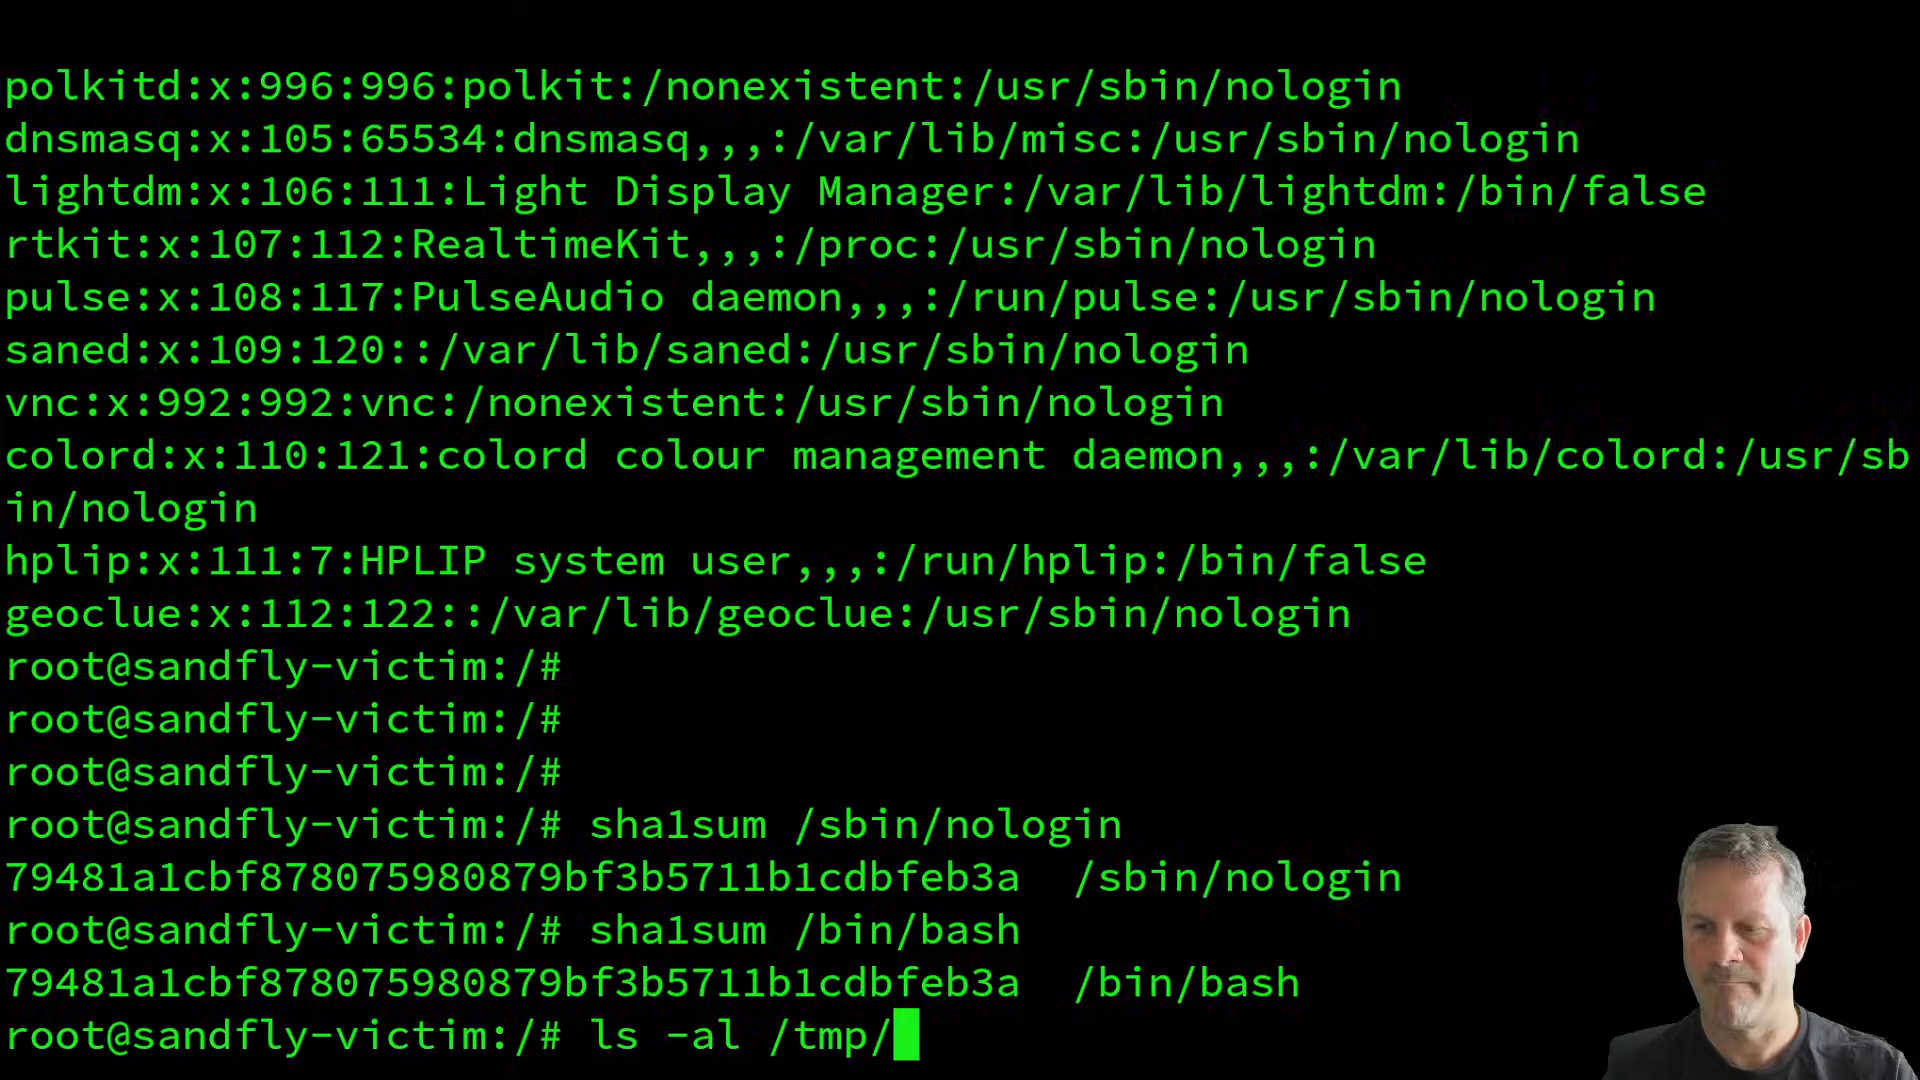 polkitd:x:996:996:polkit:/nonexistent:/usr/sbin/nologin
dnsmasq:x:105:65534:dnsmasq,,,:/var/lib/misc:/usr/sbin/nologin
lightdm:x:106:111:Light Display Manager:/var/lib/lightdm:/bin/false
rtkit:x:107:112:RealtimeKit,,,:/proc:/usr/sbin/nologin
pulse:x:108:117:PulseAudio daemon,,,:/run/pulse:/usr/sbin/nologin
saned:x:109:120::/var/lib/saned:/usr/sbin/nologin
vnc:x:992:992:vnc:/nonexistent:/usr/sbin/nologin
colord:x:110:121:colord colour management daemon,,,:/var/lib/colord:/usr/sb
in/nologin
hplip:x:111:7:HPLIP system user,,,:/run/hplip:/bin/false
geoclue:x:112:122::/var/lib/geoclue:/usr/sbin/nologin
root@sandfly-victim:/#
root@sandfly-victim:/#
root@sandfly-victim:/#
root@sandfly-victim:/# sha1sum /sbin/nologin
79481a1cbf878075980879bf3b5711b1cdbfeb3a  /sbin/nologin
root@sandfly-victim:/# sha1sum /bin/bash
79481a1cbf878075980879bf3b5711b1cdbfeb3a  /bin/bash
root@sandfly-victim:/# ls -al /tmp/